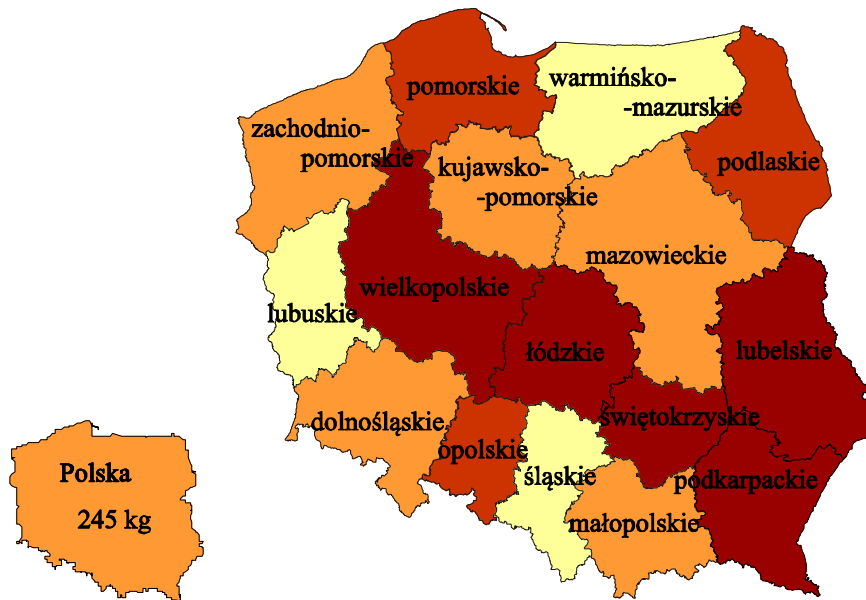 pomorskie
warmińsko-
-mazurskie
zachodnio-
pomorskie
kujawsko-
-pomorskie
podlaskie
mazowieckie
wielkopolskie
lubuskie
łódzkie
lubelskie
dolnośląskie
świętokrzyskie
opolskie
śląskie
podkarpackie
małopolskie
Polska
245 kg